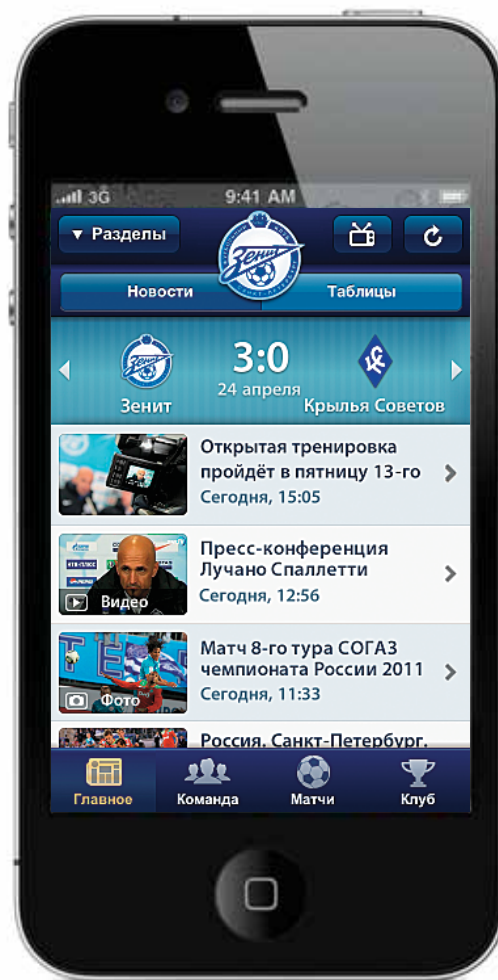 3G
9:41 AM
Разделы
Зенит
Новости
Таблицы
Зенит
3:0
24 апреля
Зенит
Крылья Советов
Открытая тренировка
пройдёт в пятницу 13-го
Сегодня, 15:05
Пресс-конференция
Лучано Спаллетти
Сегодня, 12:56
Видео
Матч 8-го тура СОГАЗ
чемпионата России 2011
Сегодня, 11:33
Фото
Россия. Санкт-Петербург.
Главное
Команда
Матчи
Клуб